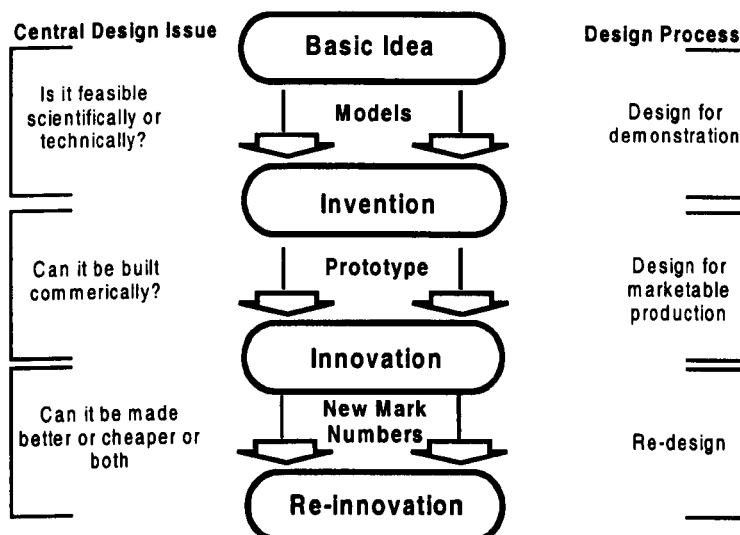 Central Design Issue
Basic Idea
Design Process
Is it feasible
scientifically or
technically?
Models
Design for
demonstration
Invention
Can it be built
commerically?
Prototype
Design for
marketable
production
Innovation
Can it be made
better or cheaper or
both
New Mark
Numbers
Re-design
Re-innovation